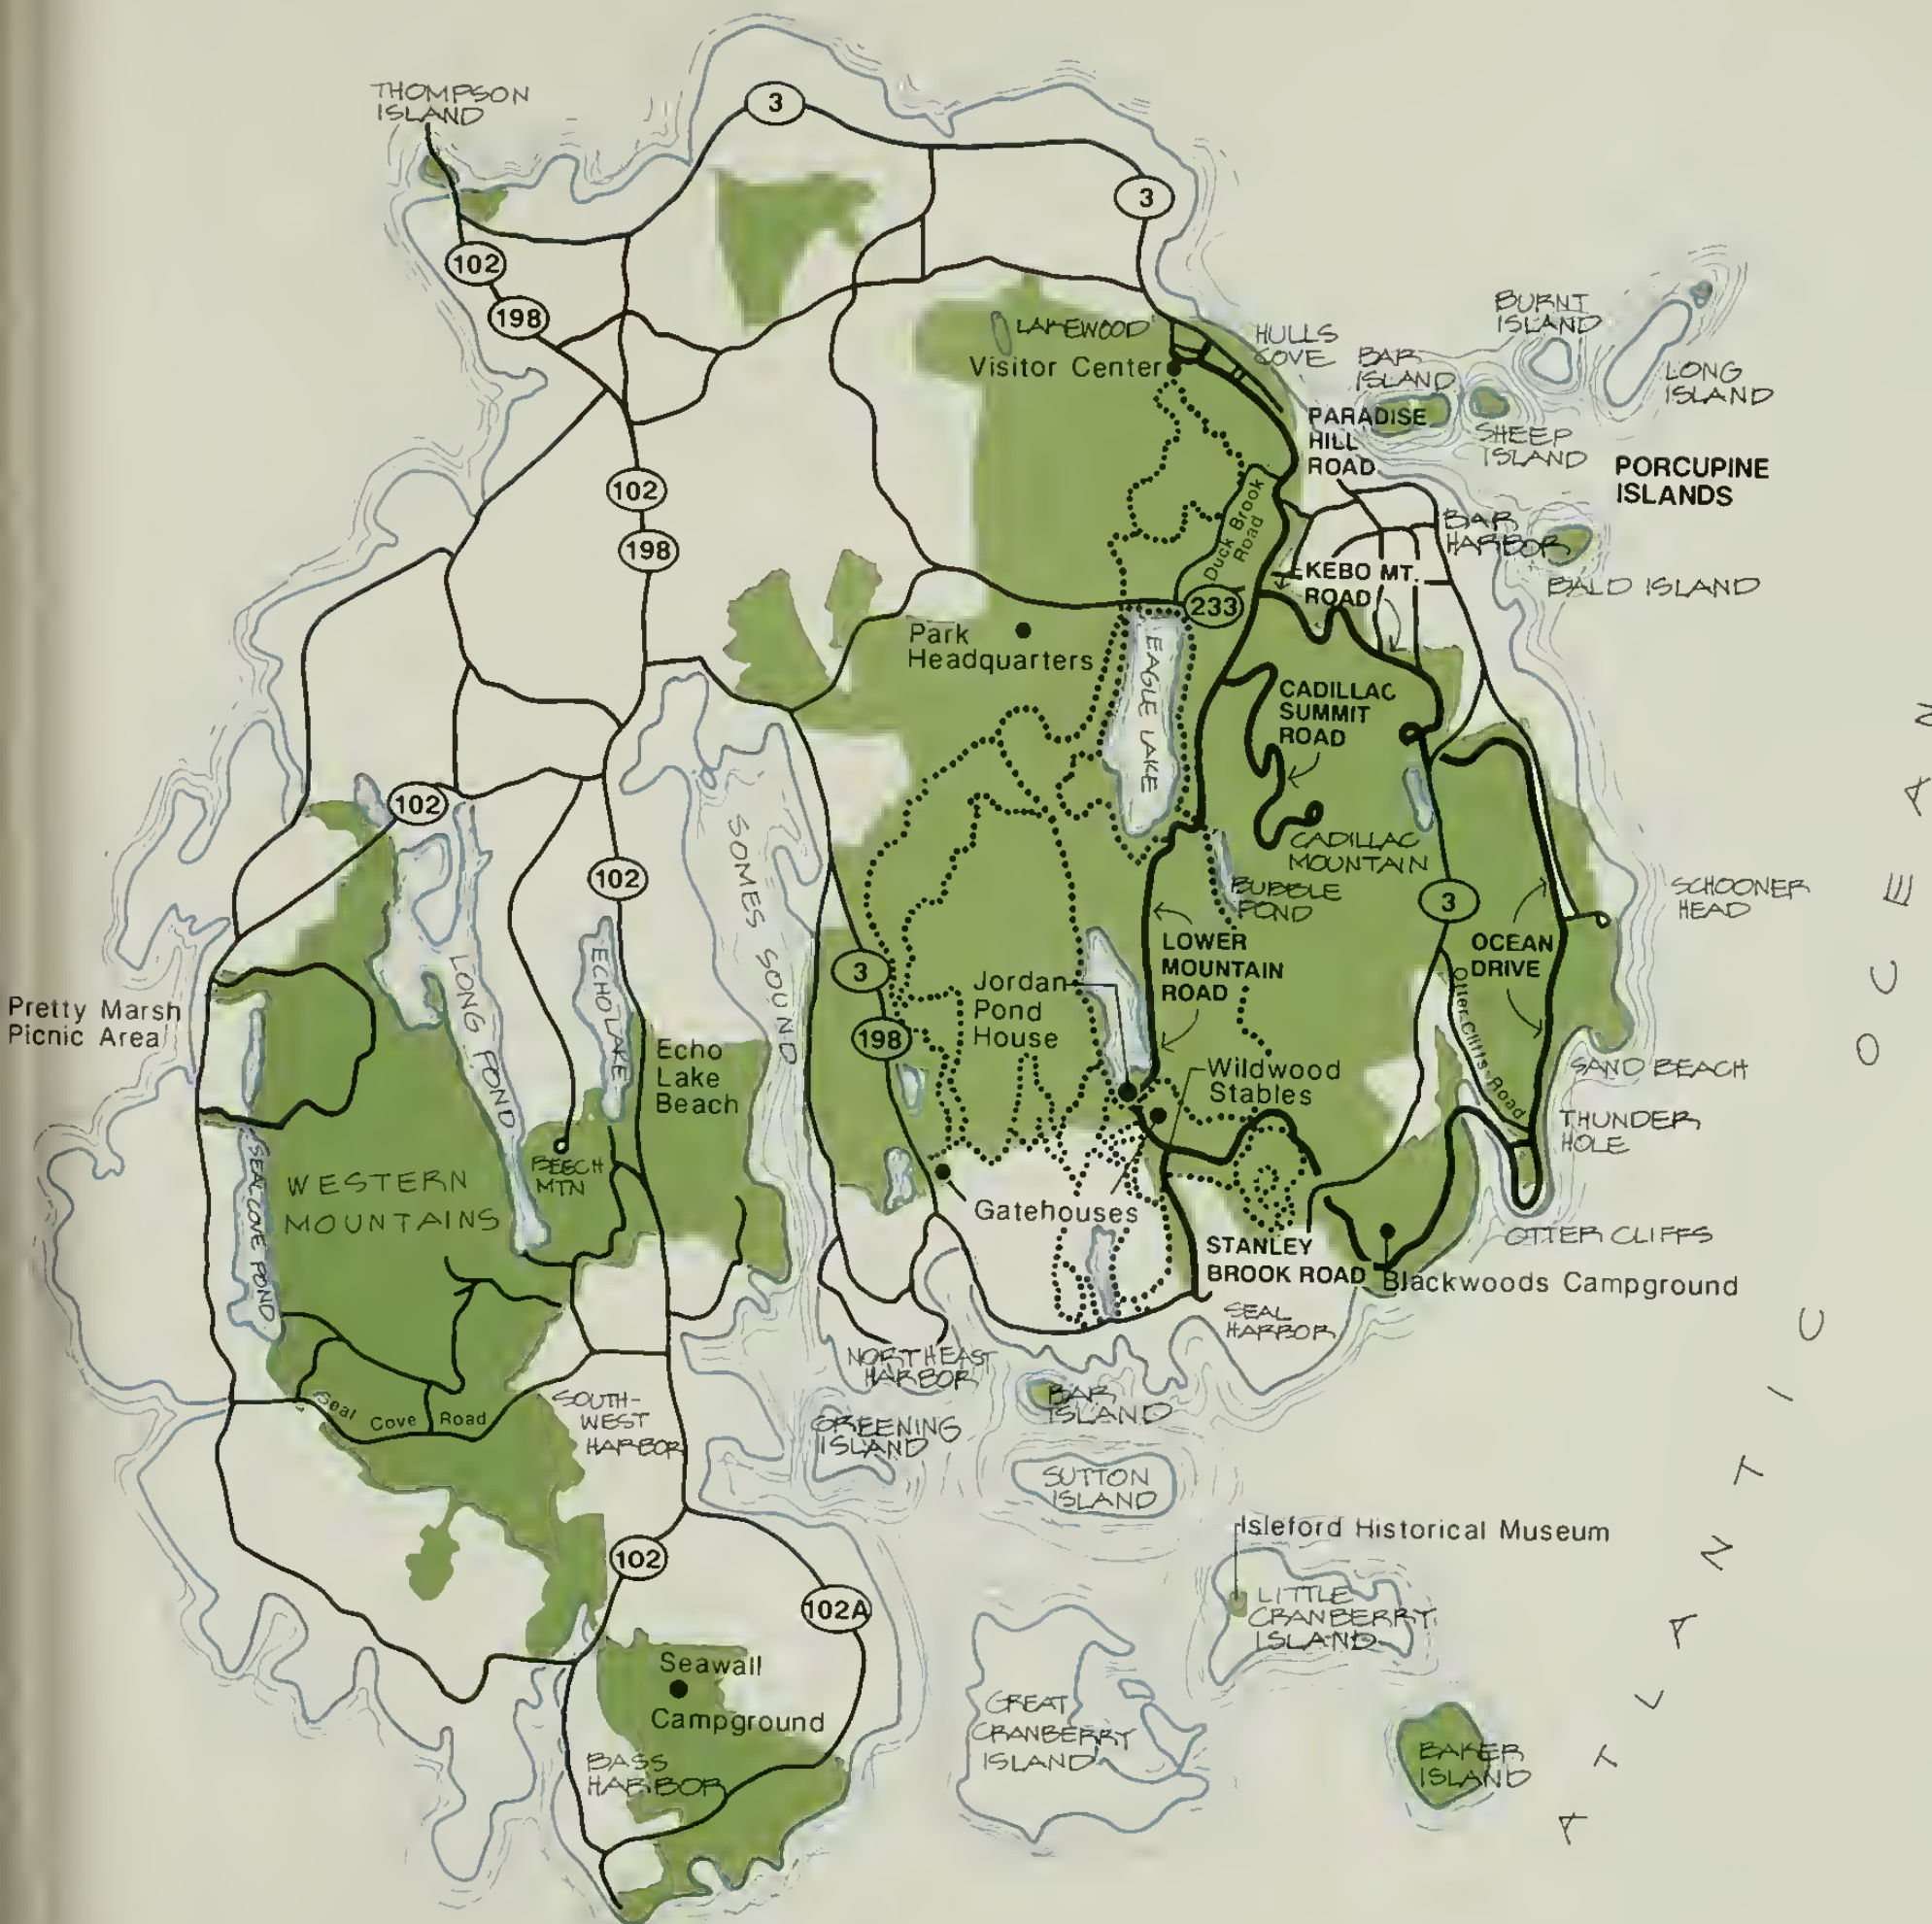 THOMPSON
ISLAND
3
3
102
198
LAKEWOOD
Visitor Center
HULLS
COVE
BAR
ISLAND
BURNT
ISLAND
LONG
ISLAND
SHEEP
ISLAND
PARADISE
HILL
ROAD
PORCUPINE
ISLANDS
102
198
Duck Brook
Road
BAR
HARBOR
BALD ISLAND
KEBO MT.
ROAD
233
Park
Headquarters
EAGLE LAKE
CADILLAC
SUMMIT
ROAD
CADILLAC
MOUNTAIN
102
102
SOMES SOUND
BUBBLE
POND
3
SCHOONER
HEAD
LONG POND
ECHO LAKE
3
LOWER
MOUNTAIN
ROAD
OCEAN
DRIVE
Otter Cliffs Road
Pretty Marsh
Picnic Area
Jordan
Pond
House
198
Echo
Lake
Beach
Wildwood
Stables
SAND BEACH
THUNDER
HOLE
SEAL COVE POND
WESTERN
MOUNTAINS
BEECH
MTN
Gatehouses
STANLEY
BROOK ROAD
OTTER CLIFFS
Blackwoods Campground
SEAL
HARBOR
NORTHEAST
HARBOR
BAR
ISLAND
Seal Cove Road
SOUTH-
WEST
HARBOR
GREENING
ISLAND
SUTTON
ISLAND
Isleford Historical Museum
LITTLE
CRANBERRY
ISLAND
102
102A
Seawall
Campground
GREAT
CRANBERRY
ISLAND
BAKER
ISLAND
BASS
HARBOR
ATLANTIC OCEAN